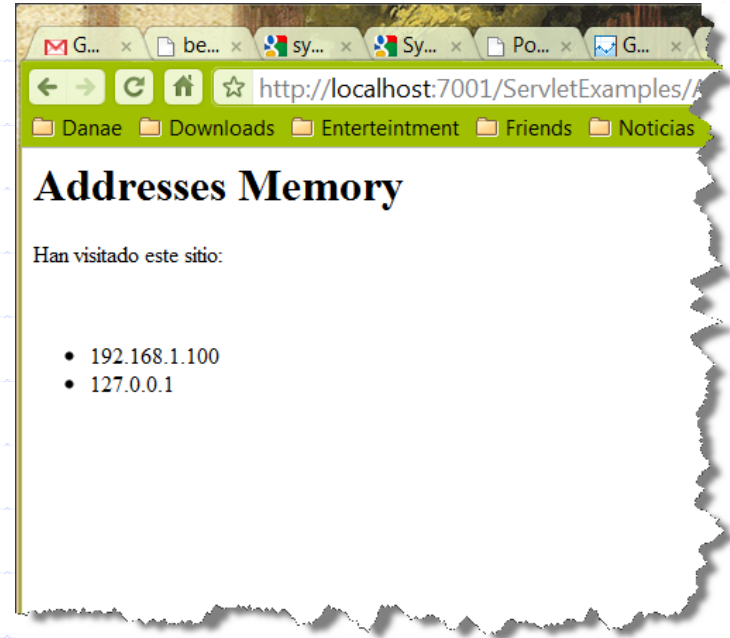 G...
be...
sy...
Sy...
Po...
G...
http://localhost:7001/ServletExamples/A
Danae
Downloads
Enterteintment
Friends
Noticias
Addresses Memory
Han visitado este sitio:
192.168.1.100
127.0.0.1